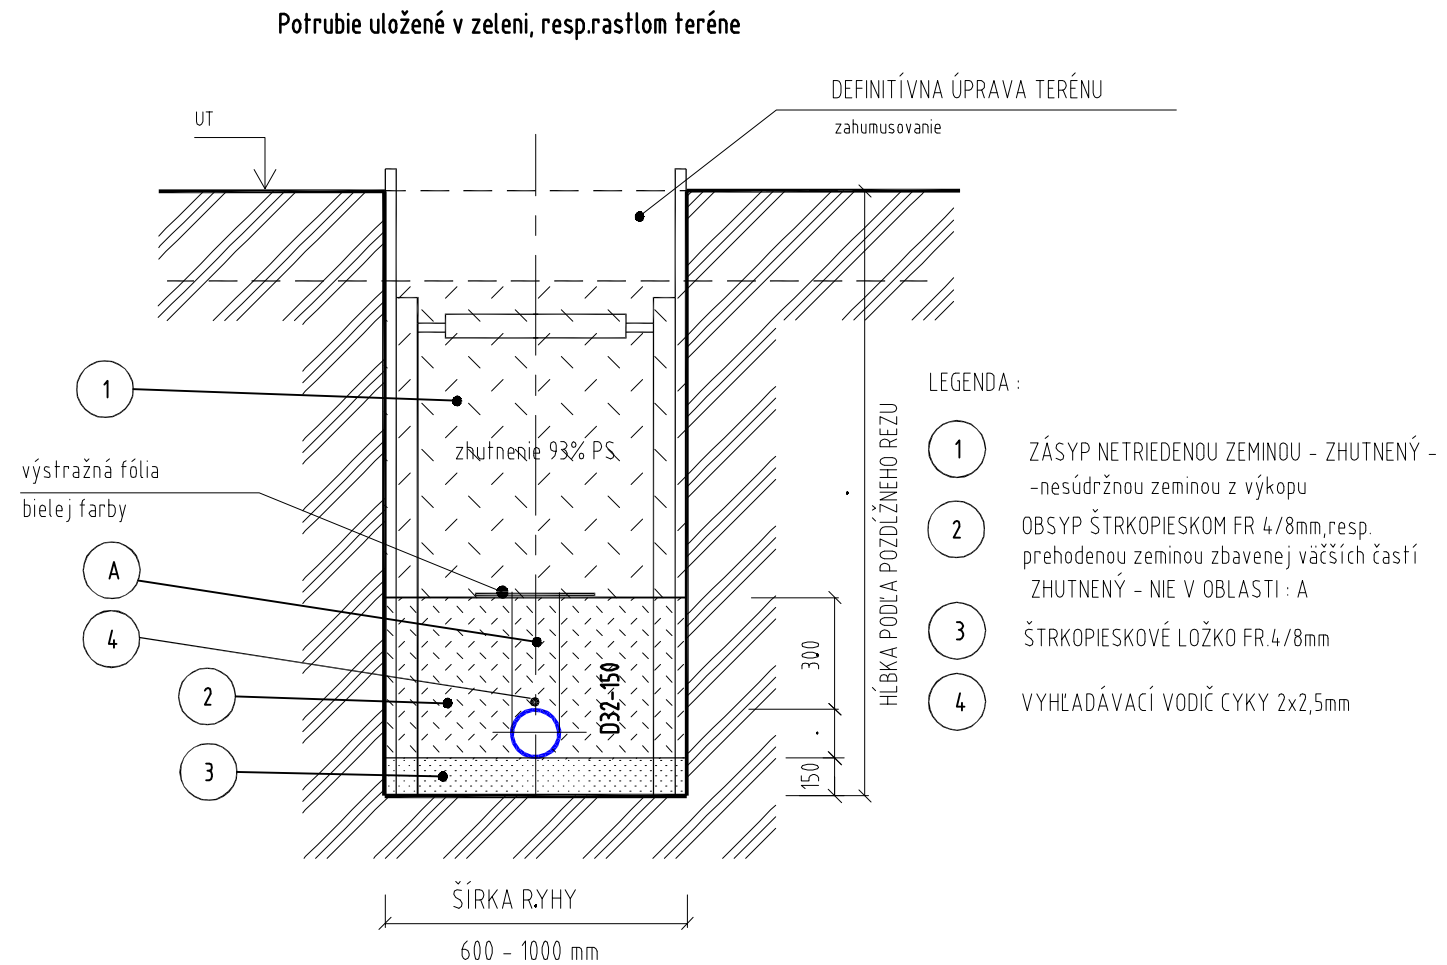 Potrubie uložené v zeleni, resp.rastlom teréne
DEFINITÍVNA ÚPRAVA TERÉNU
zahumusovanie
UT
1
zhutnenie 93% PS
výstražná fólia
bielej farby
A
4
2
3
D32-150
300
150
HĹBKA PODĽA POZDĹŽNEHO REZU
LEGENDA :
1
ZÁSYP NETRIEDENOU ZEMINOU - ZHUTNENÝ -
-nesúdržnou zeminou z výkopu
2
OBSYP ŠTRKOPIESKOM FR 4/8mm,resp.
prehodenou zeminou zbavenej väčších častí
ZHUTNENÝ - NIE V OBLASTI : A
3
ŠTRKOPIESKOVÉ LOŽKO FR.4/8mm
4
VYHĽADÁVACÍ VODIČ CYKY 2x2,5mm
ŠÍRKA RYHY
600 - 1000 mm